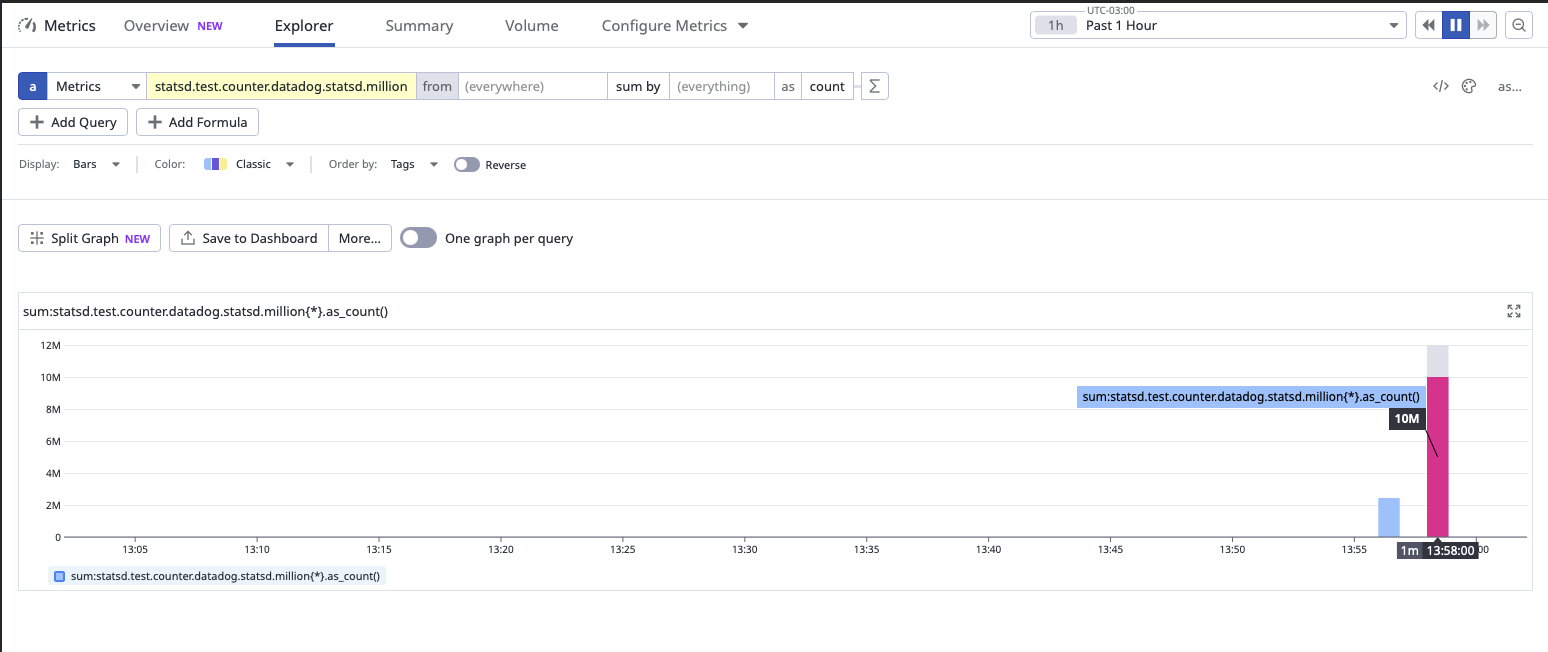 UTC-03:00
Metrics Overview NEW Explorer Summary Volume Configure Metrics 1h Past 1 Hour
a Metrics statsd.test.counter.datadog.statsd.million from (everywhere) sum by (everything) as count Σ </> as...
+ Add Query + Add Formula
Display: Bars Color: Classic Order by: Tags Reverse
Split Graph NEW Save to Dashboard More... One graph per query
sum:statsd.test.counter.datadog.statsd.million{*}.as_count()
12M
10M
sum:statsd.test.counter.datadog.statsd.million{*}.as_count()
8M
10M
6M
4M
2M
0
13:05 13:10 13:15 13:20 13:25 13:30 13:35 13:40 13:45 13:50 13:55 1m 13:58:00 00
sum:statsd.test.counter.datadog.statsd.million{*}.as_count()